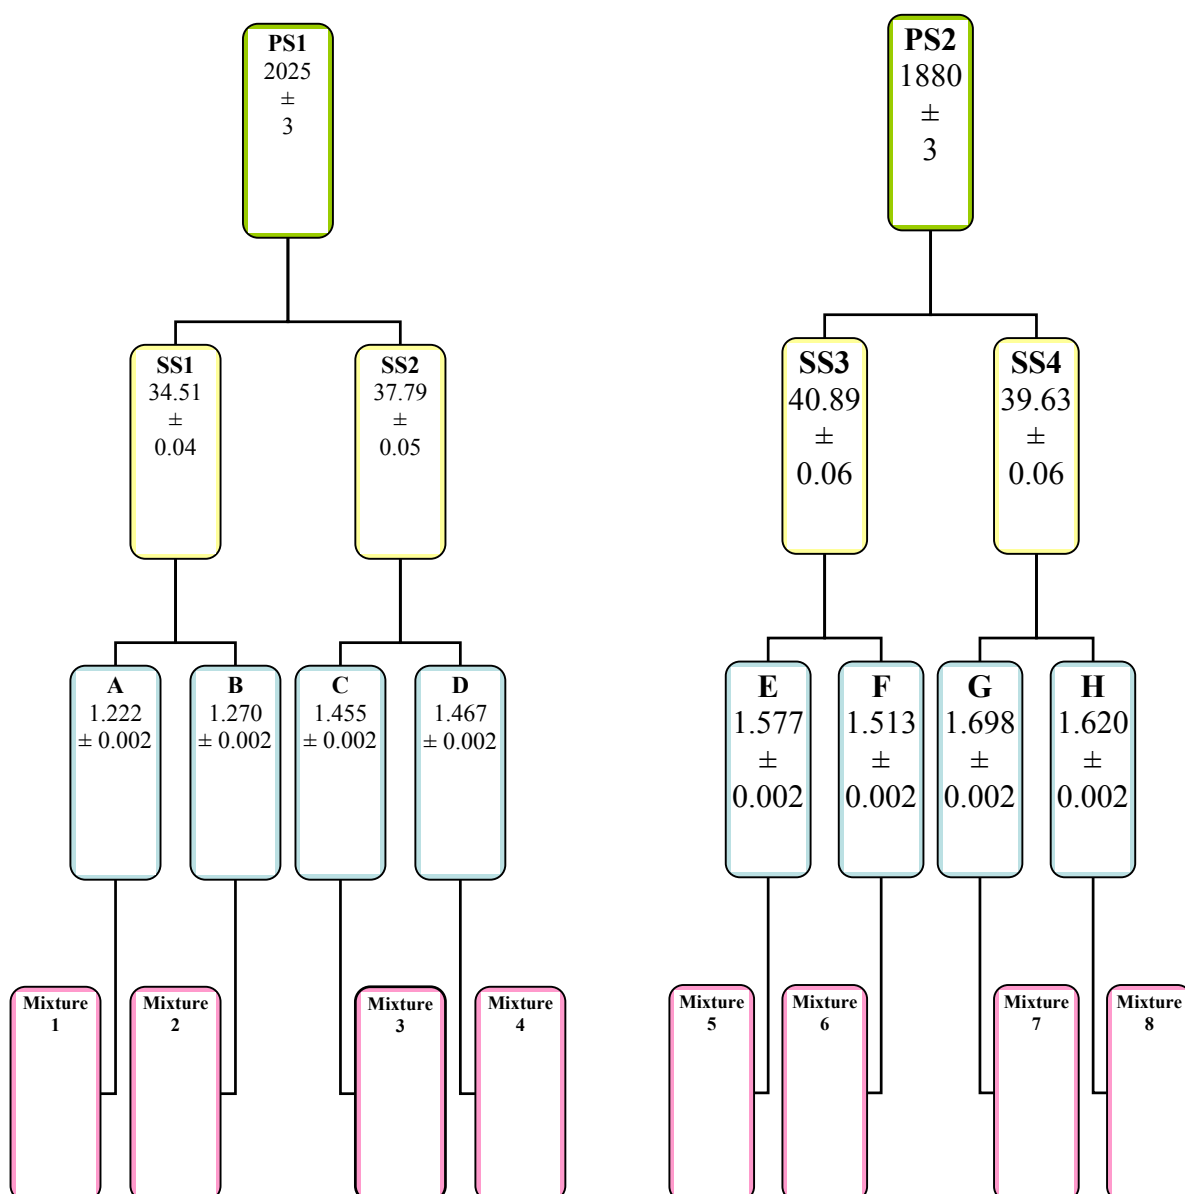 PS1
2025
±
3
PS2
1880
±
3
SS1
34.51
±
0.04
SS2
37.79
±
0.05
SS3
40.89
±
0.06
SS4
39.63
±
0.06
A
1.222
± 0.002
B
1.270
± 0.002
C
1.455
± 0.002
D
1.467
± 0.002
E
1.577
±
0.002
F
1.513
±
0.002
G
1.698
±
0.002
H
1.620
±
0.002
Mixture
1
Mixture
2
Mixture
3
Mixture
4
Mixture
5
Mixture
6
Mixture
7
Mixture
8